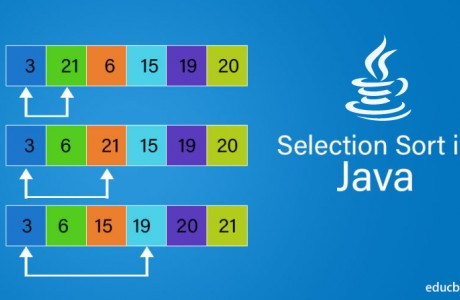 3 21 6 15 19 20
3 6 21 15 19 20
3 6 15 19 20 21
Selection Sort i
Java
educb